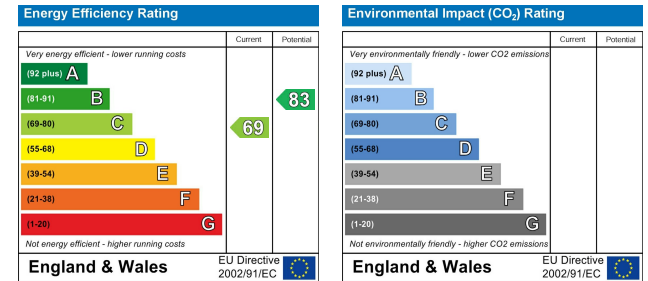 Energy Efficiency Rating
Current Potential
Very energy efficient - lower running costs
(92 plus) A
(81-91) B
83
(69-80) C
69
(55-68) D
(39-54) E
(21-38) F
(1-20) G
Not energy efficient - higher running costs
England & Wales
EU Directive
2002/91/EC
Environmental Impact (CO₂) Rating
Current Potential
Very environmentally friendly - lower CO2 emissions
(92 plus) A
(81-91) B
(69-80) C
(55-68) D
(39-54) E
(21-38) F
(1-20) G
Not environmentally friendly - higher CO2 emissions
England & Wales
EU Directive
2002/91/EC